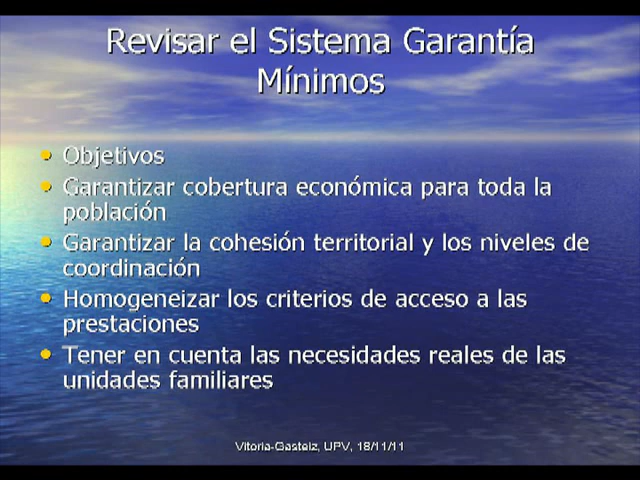 Revisar el Sistema Garantía
Mínimos
• Objetivos
• Garantizar cobertura económica para toda la
población
• Garantizar la cohesión territorial y los niveles de
coordinación
• Homogeneizar los criterios de acceso a las
prestaciones
• Tener en cuenta las necesidades reales de las
unidades familiares
Vitoria-Gasteiz, UPV, 18/11/11